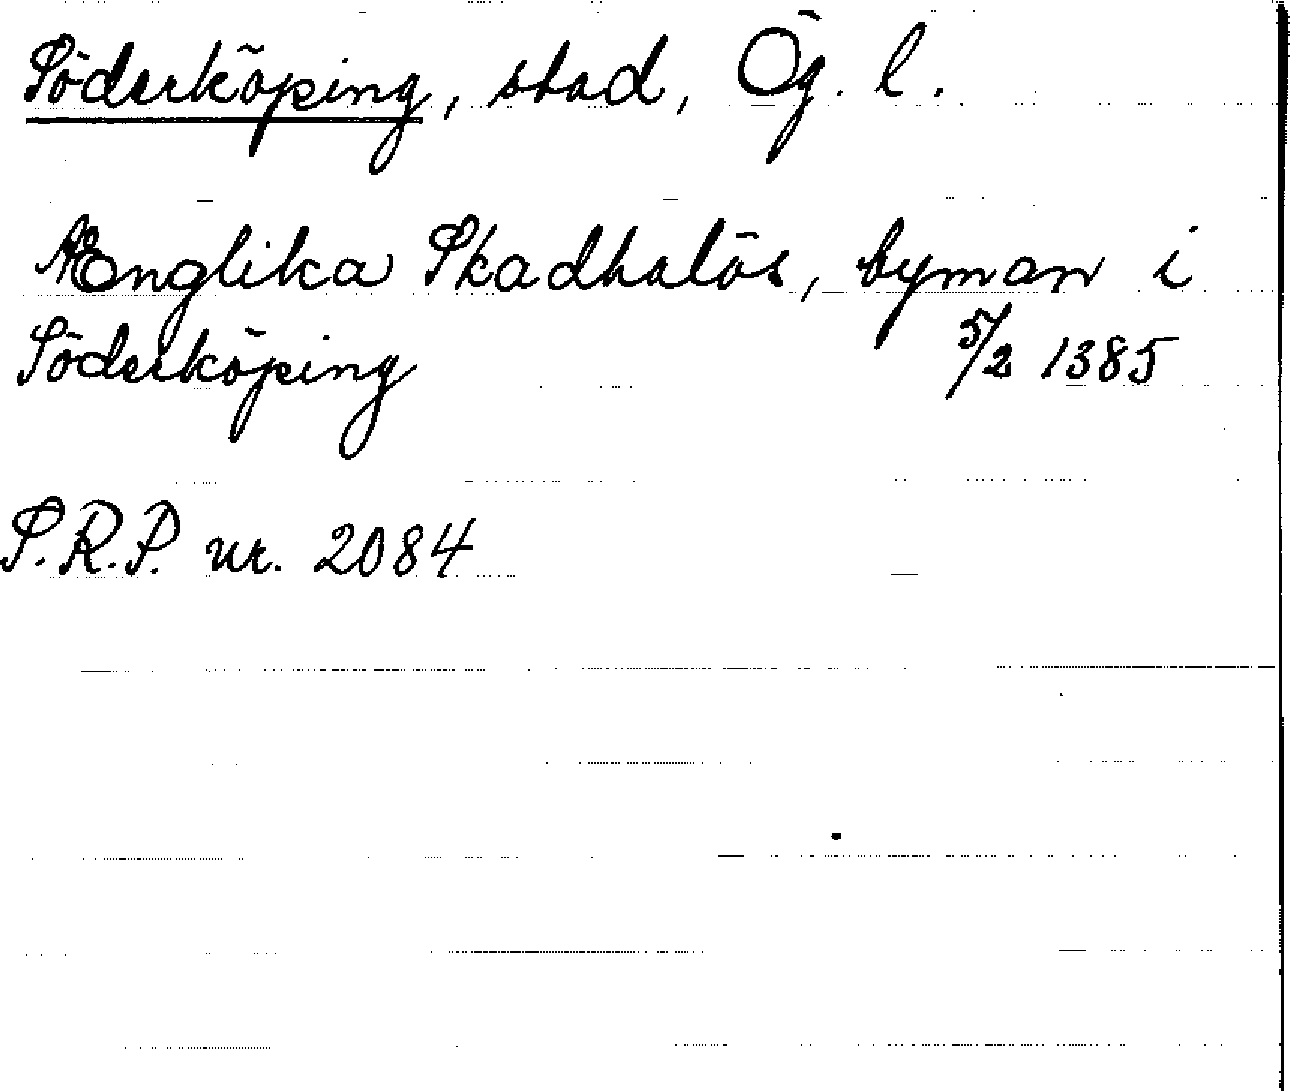 Söderköping, stad, Ög. l.
Ænglika Skadhalös, byman i
Söderköping 5/2 1385
S.R.P. nr. 2084